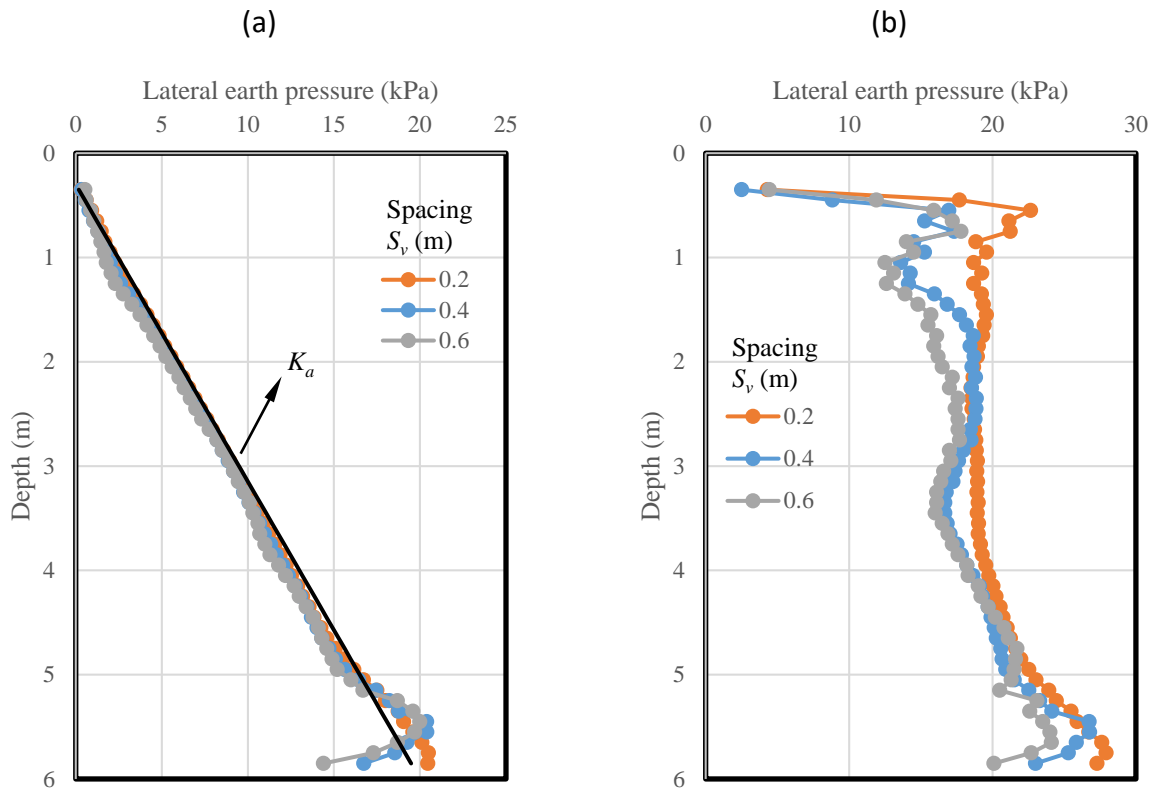 (a)
Lateral earth pressure (kPa)
0 5 10 15 20 25
0
1
2
3
4
5
6
Depth (m)
Spacing
Sv (m)
0.2
0.4
0.6
Ka
(b)
Lateral earth pressure (kPa)
0 10 20 30
0
1
2
3
4
5
6
Depth (m)
Spacing
Sv (m)
0.2
0.4
0.6